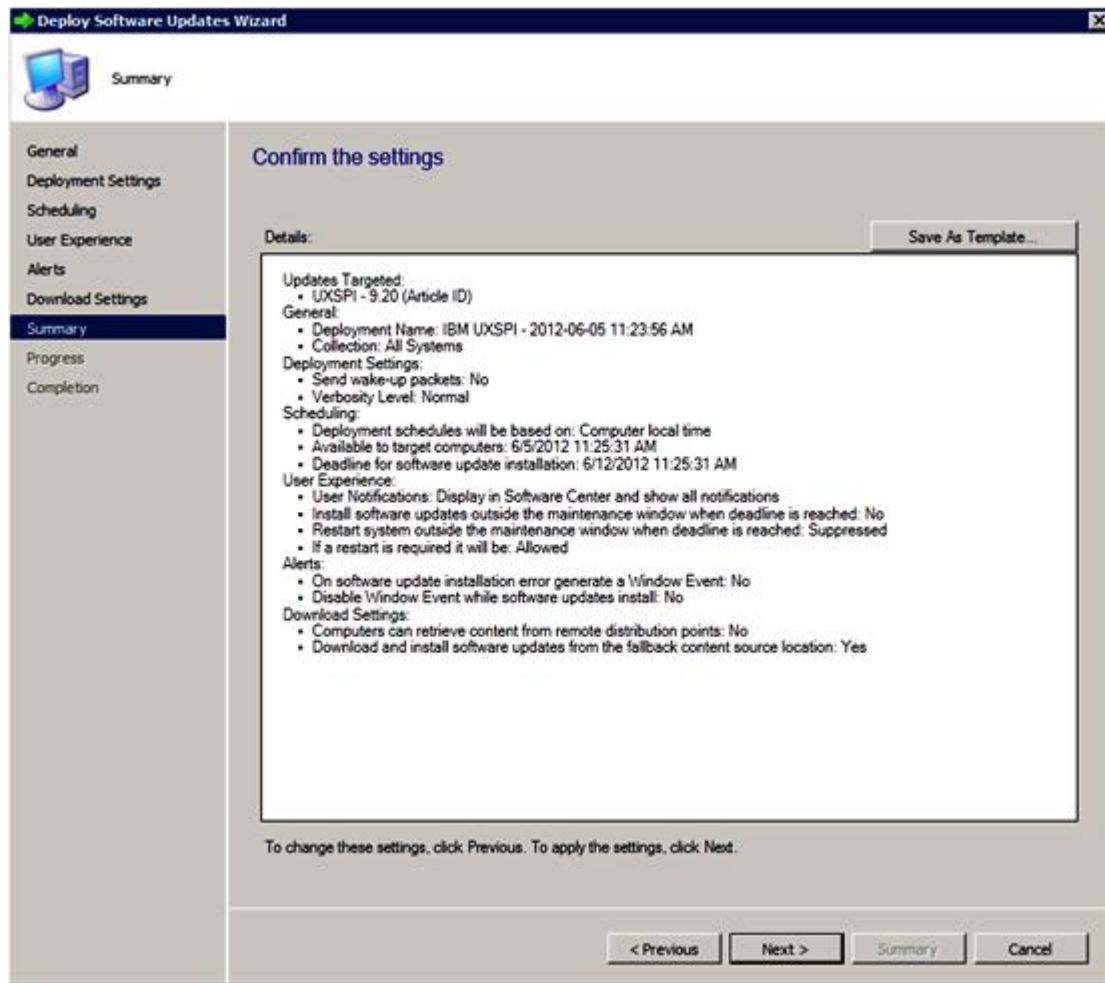 Deploy Software Updates Wizard
Summary
General
Deployment Settings
Scheduling
User Experience
Alerts
Download Settings
Summary
Progress
Completion
Confirm the settings
Details:
Save As Template...
Updates Targeted:
• UXSPI - 9.20 (Article ID)
General:
• Deployment Name: IBM UXSPI - 2012-06-05 11:23:56 AM
• Collection: All Systems
Deployment Settings:
• Send wake-up packets: No
• Verbosity Level: Normal
Scheduling:
• Deployment schedules will be based on: Computer local time
• Available to target computers: 6/5/2012 11:25:31 AM
• Deadline for software update installation: 6/12/2012 11:25:31 AM
User Experience:
• User Notifications: Display in Software Center and show all notifications
• Install software updates outside the maintenance window when deadline is reached: No
• Restart system outside the maintenance window when deadline is reached: Suppressed
• If a restart is required it will be: Allowed
Alerts:
• On software update installation error generate a Window Event: No
• Disable Window Event while software updates install: No
Download Settings:
• Computers can retrieve content from remote distribution points: No
• Download and install software updates from the fallback content source location: Yes
To change these settings, click Previous. To apply the settings, click Next.
< Previous
Next >
Summary
Cancel